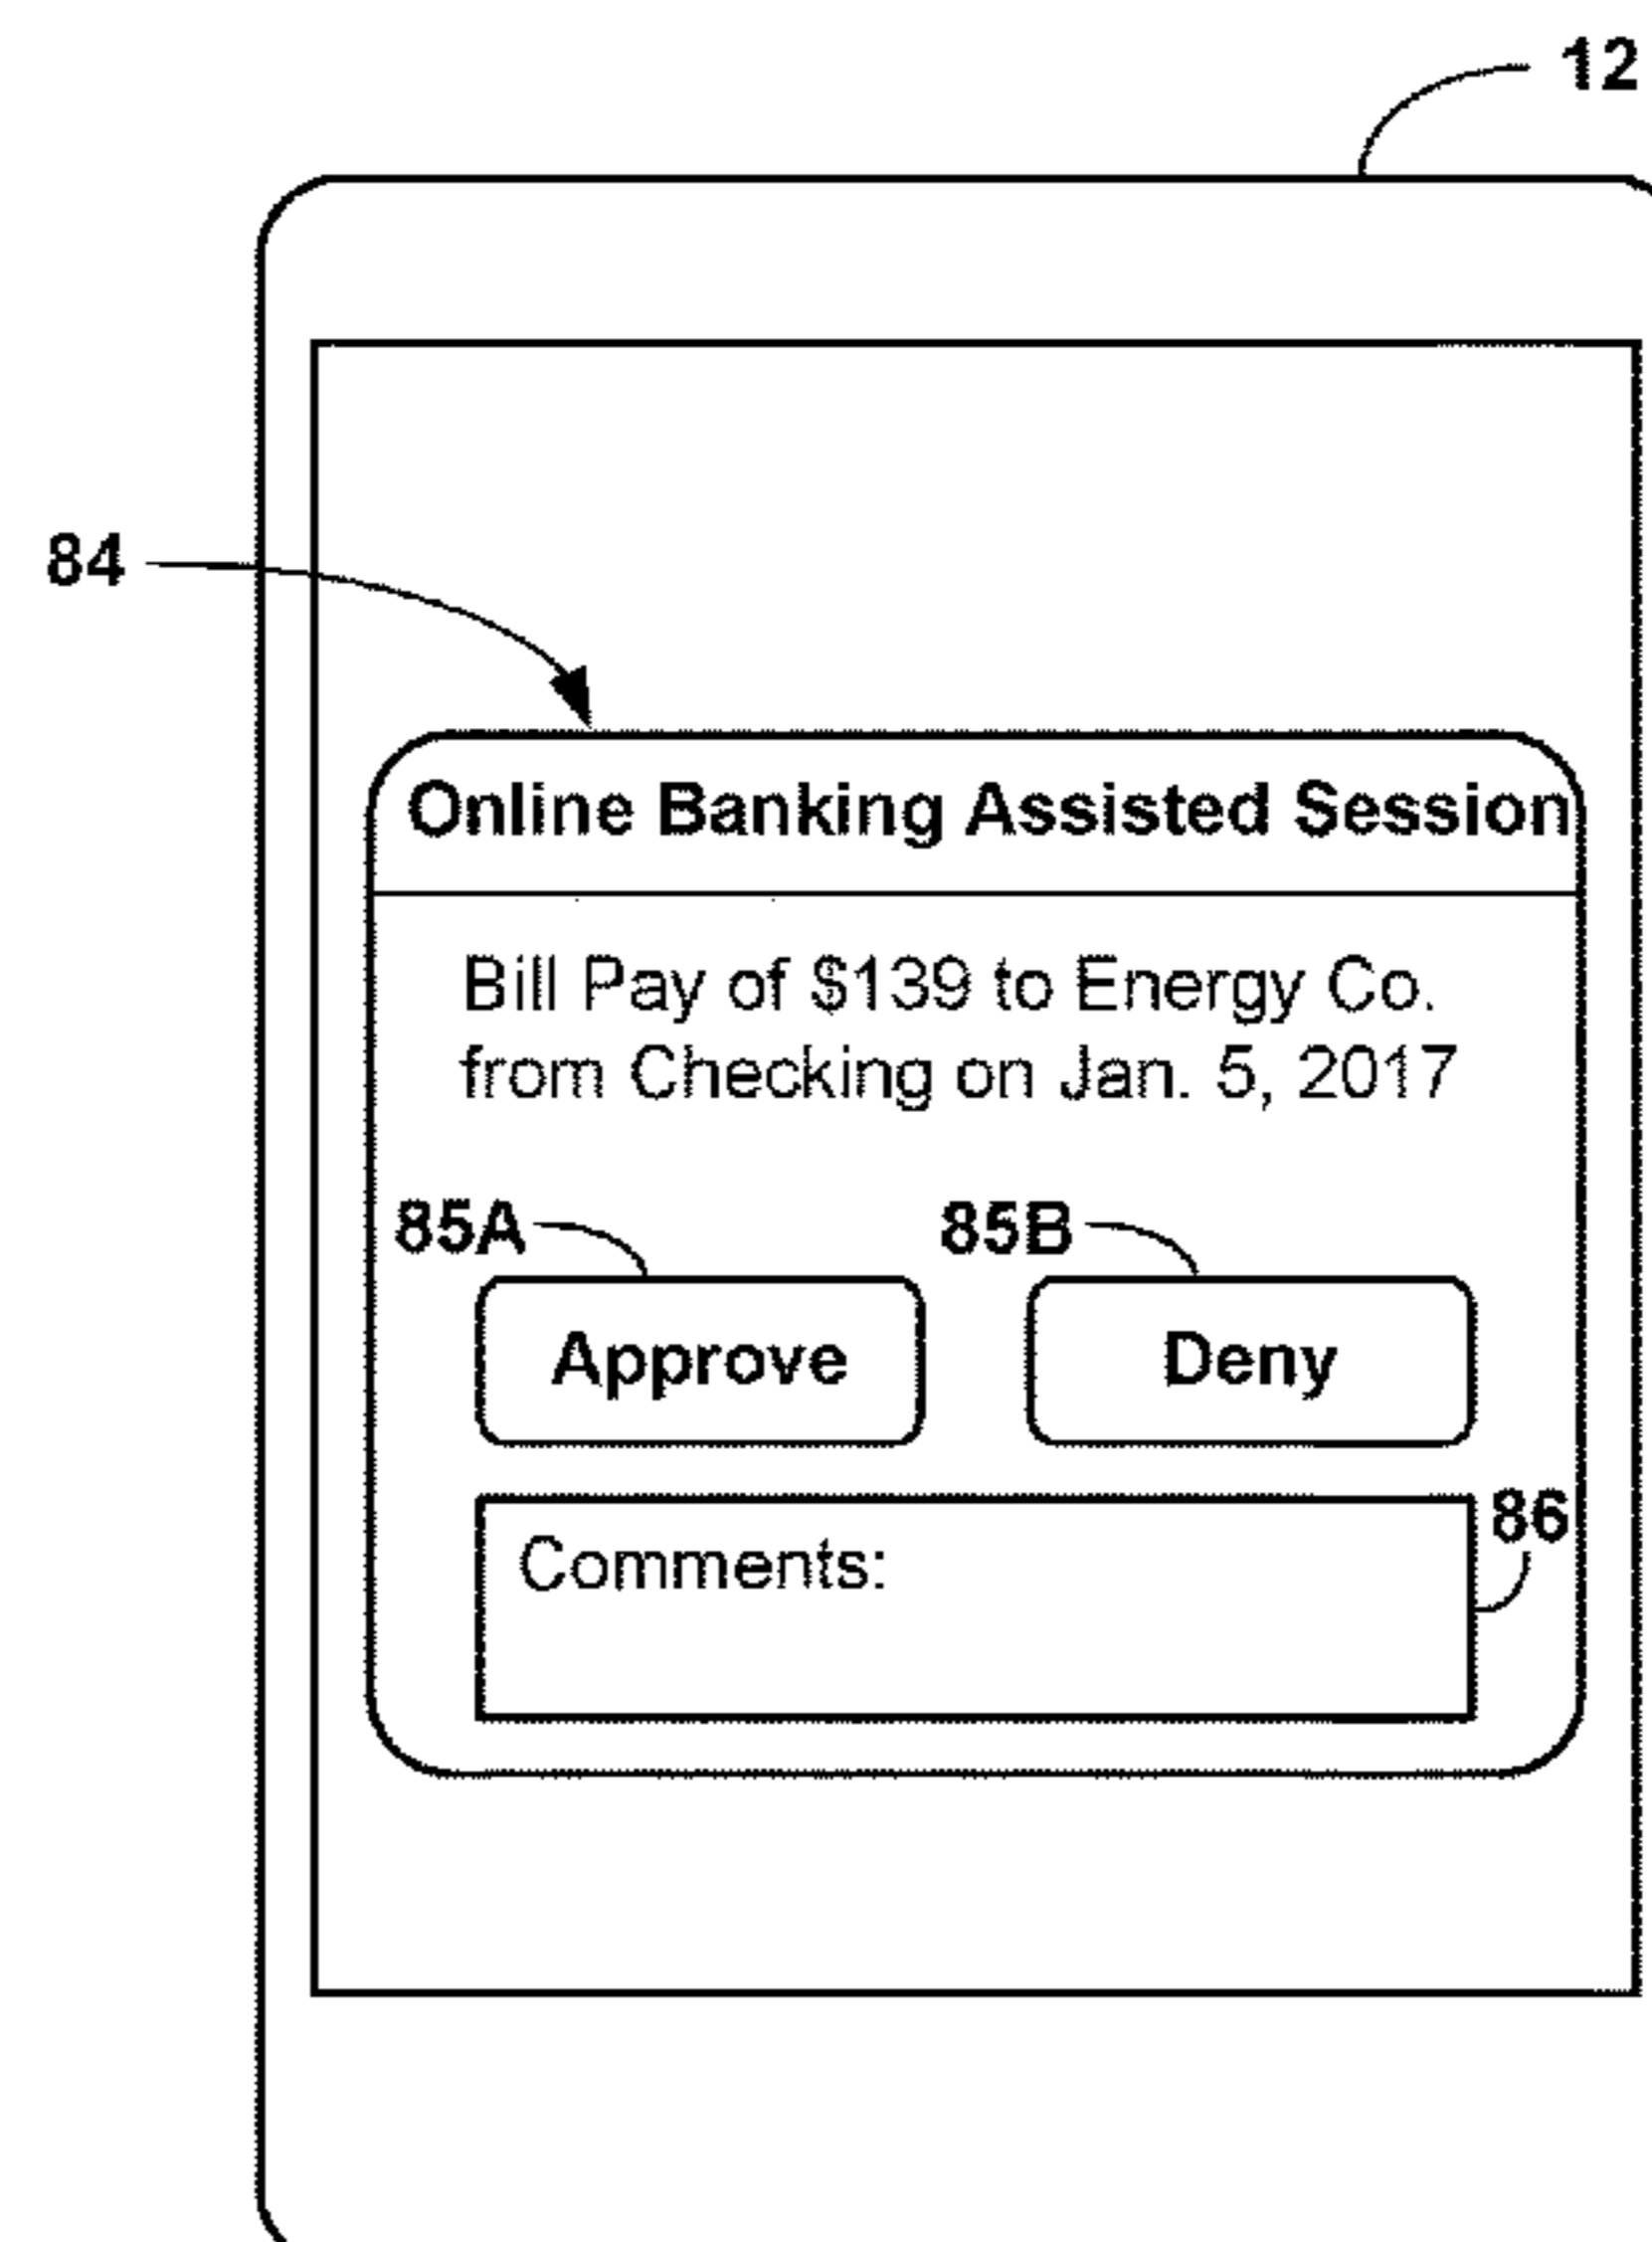 12
84
Online Banking Assisted Session
Bill Pay of $139 to Energy Co.
from Checking on Jan. 5, 2017
85A 85B
Approve Deny
86
Comments: